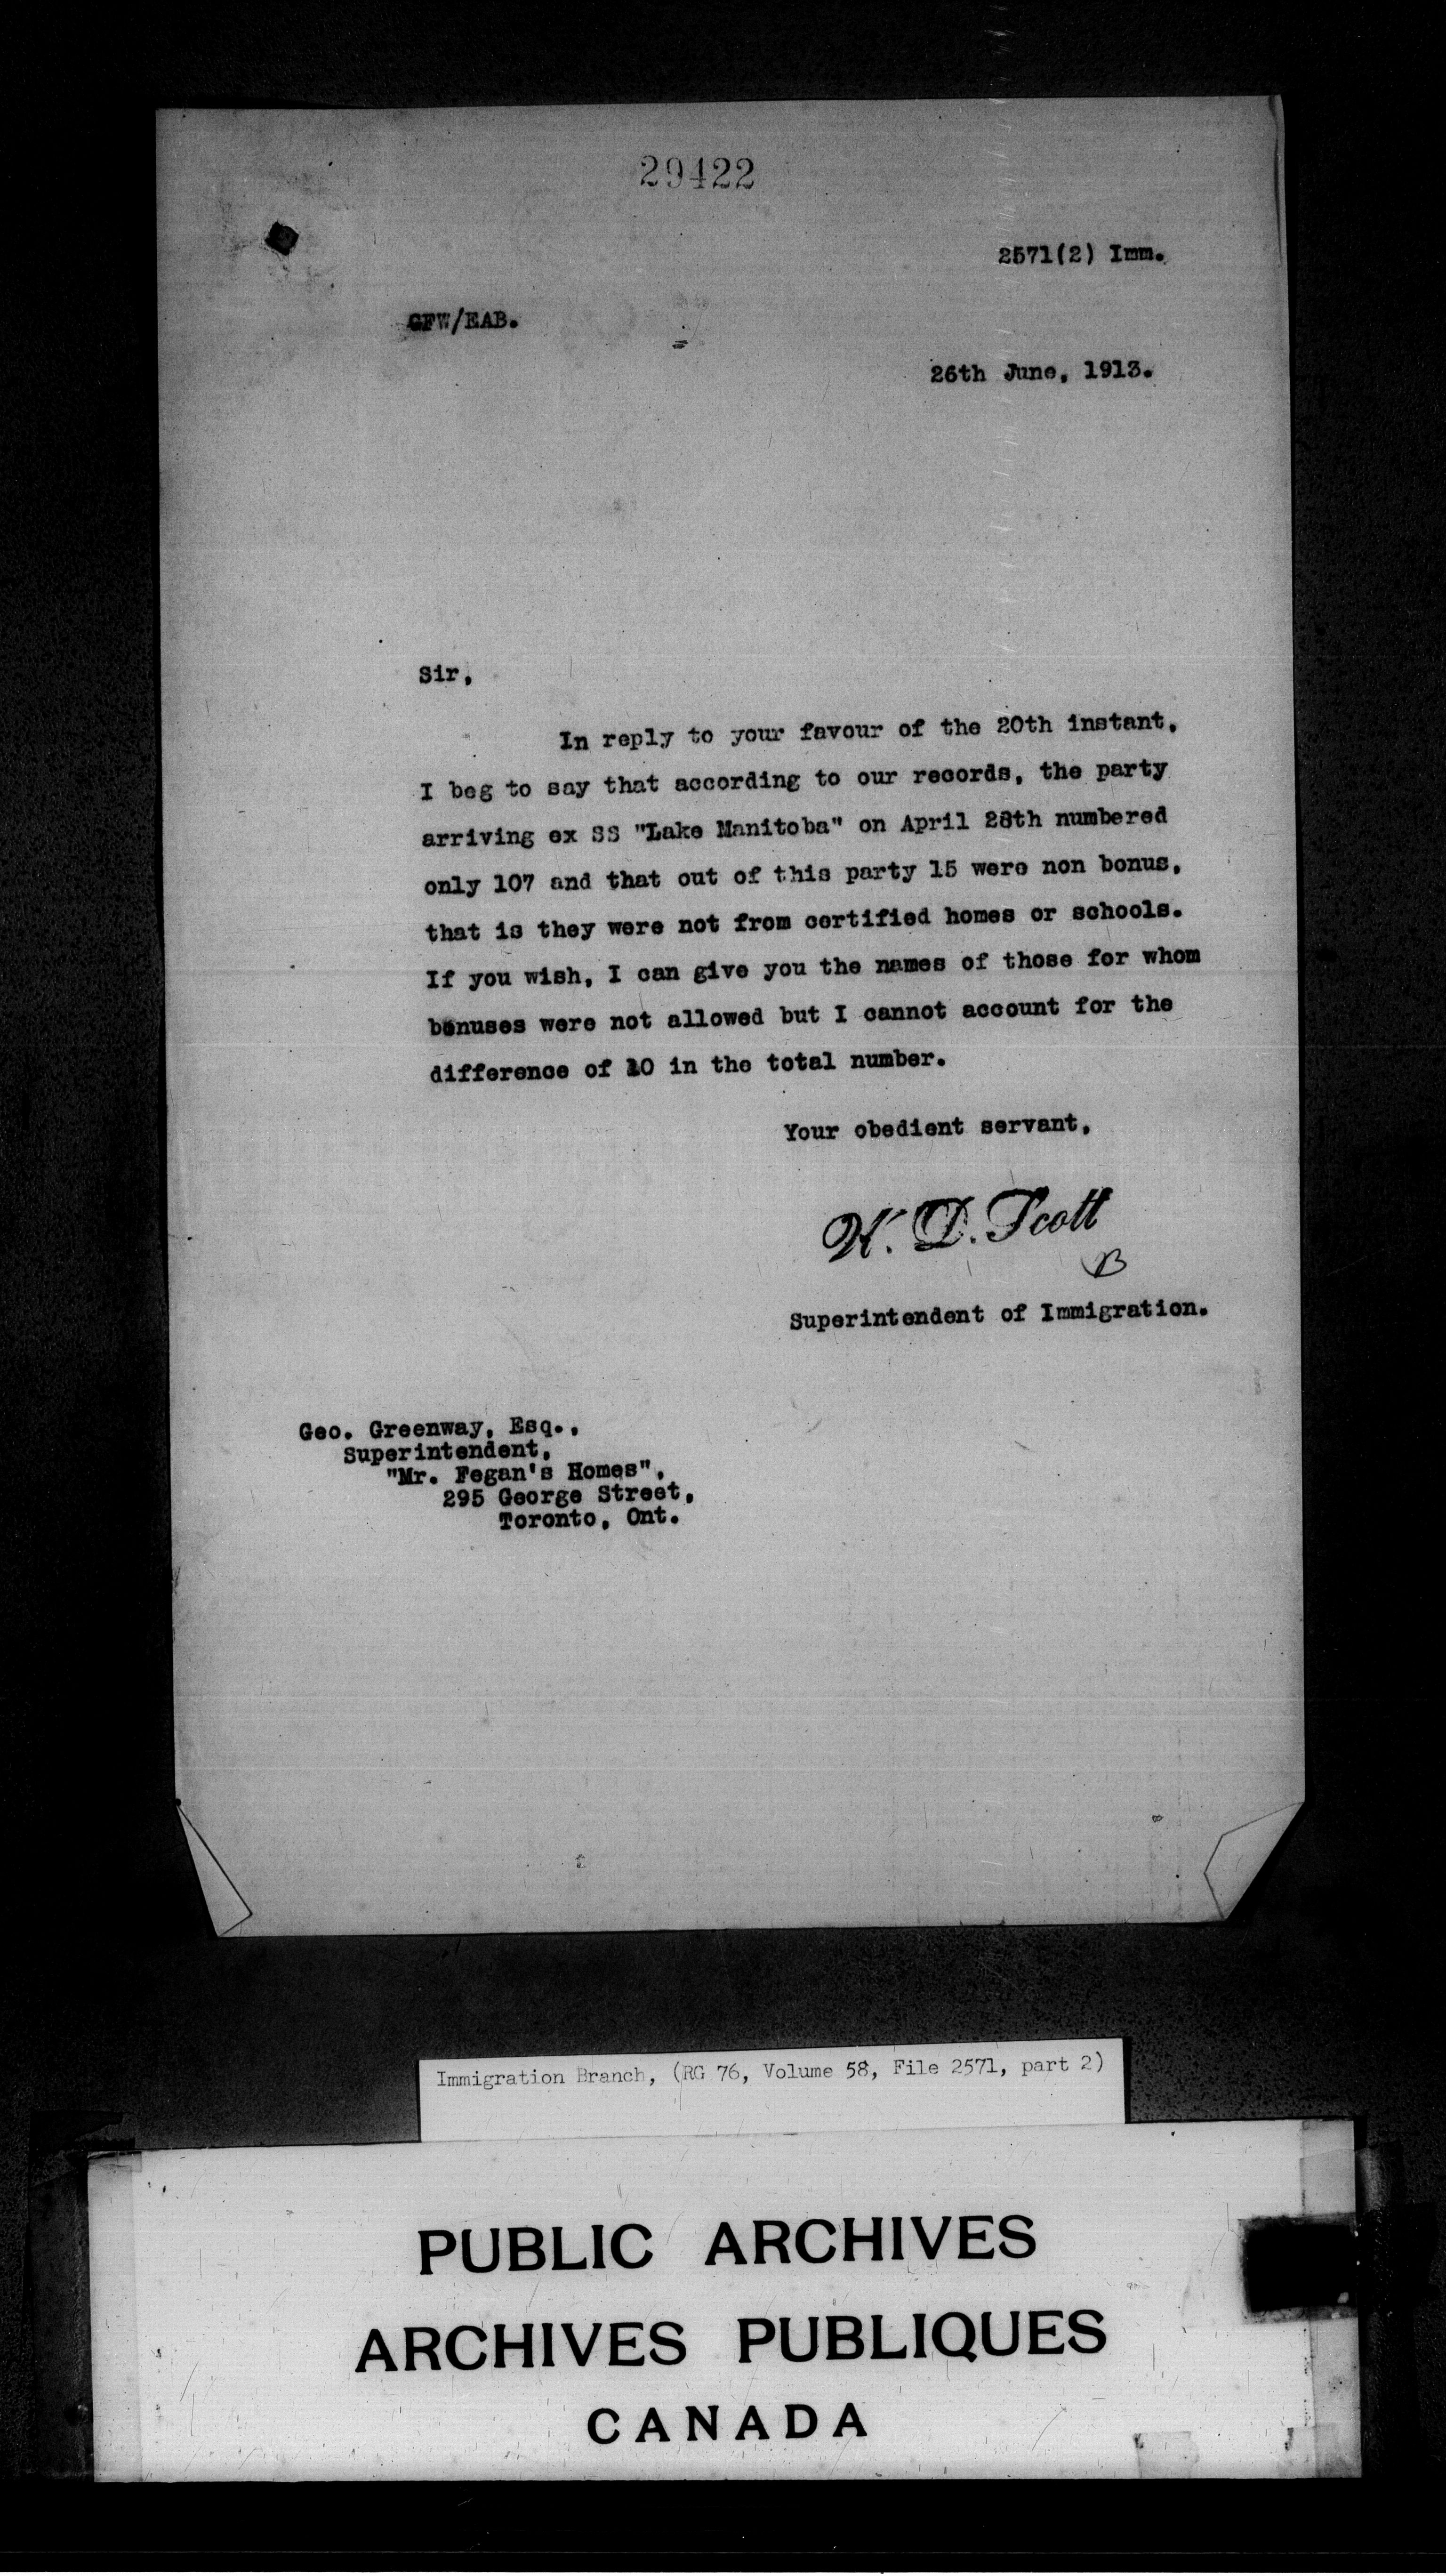 29422
2571(2) Imm.
GFW/EAB.
26th June, 1913.
Sir,
In reply to your favour of the 20th instant,
I beg to say that according to our records, the party
arriving ex SS "Lake Manitoba" on April 28th numbered
only 107 and that out of this party 15 were non bonus,
that is they were not from certified homes or schools.
If you wish, I can give you the names of those for whom
bonuses were not allowed but I cannot account for the
difference of 10 in the total number.
Your obedient servant,
W. D. Scott
B
Superintendent of Immigration.
Geo. Greenway, Esq.,
Superintendent,
"Mr. Fegan's Homes",
295 George Street,
Toronto, Ont.
Immigration Branch, (RG 76, Volume 58, File 2571, part 2)
PUBLIC ARCHIVES
ARCHIVES PUBLIQUES
CANADA